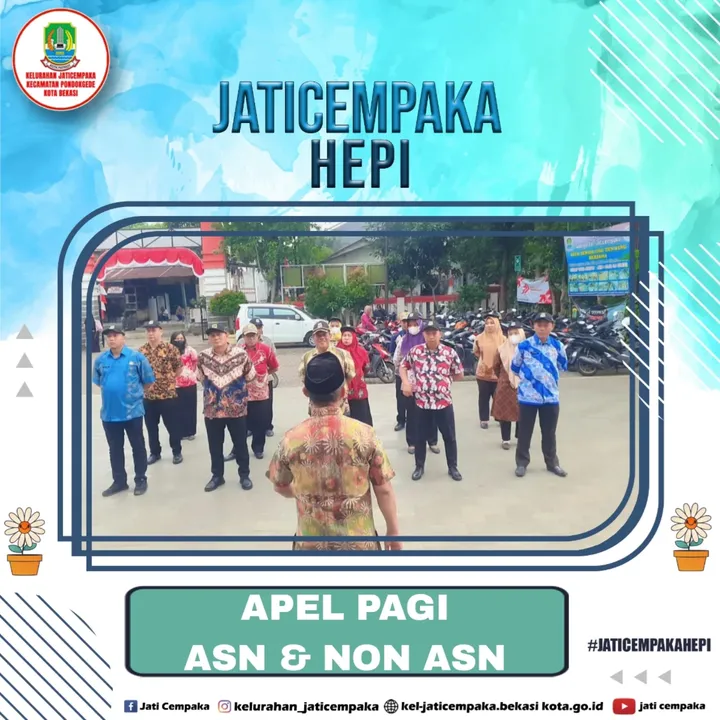 KELURAHAN JATICEMPAKA
KECAMATAN PONDOKGEDE
KOTA BEKASI
JATICEMPAKA
HEPI
APEL PAGI
ASN & NON ASN
#JATICEMPAKAHEPI
Jati Cempaka
kelurahan_jaticempaka
kel-jaticempaka.bekasi kota.go.id
jati cempaka